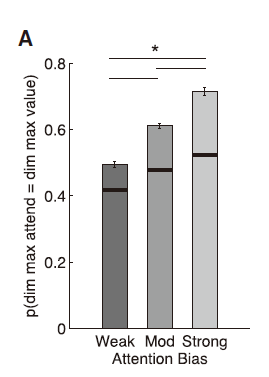 A
*
0.8
0.6
0.4
0.2
0
p(dim max attend = dim max value)
Weak Mod Strong
Attention Bias